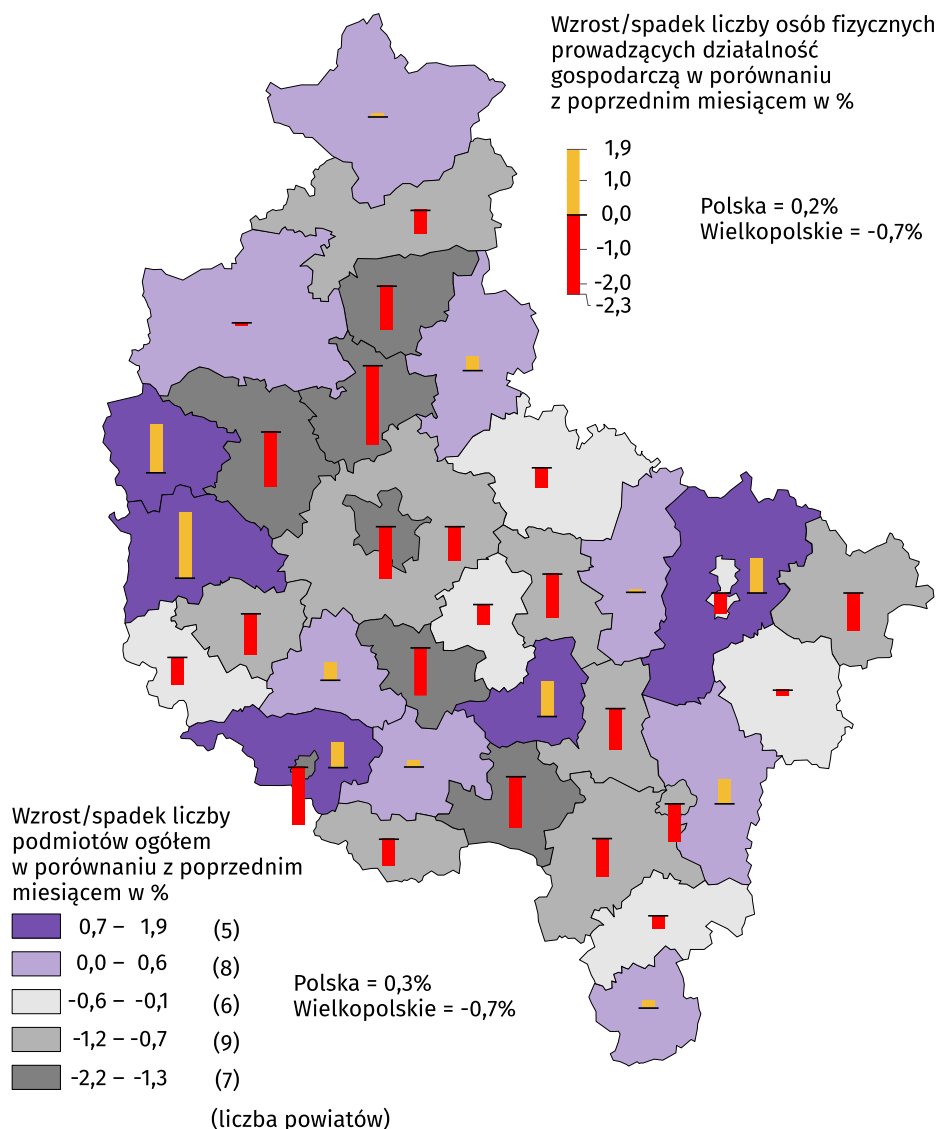 Wzrost/spadek liczby osób fizycznych
prowadzących działalność
gospodarczą w porównaniu
z poprzednim miesiącem w %
1,9
1,0
0,0
-1,0
-2,0
-2,3
Polska = 0,2%
Wielkopolskie = -0,7%
Wzrost/spadek liczby
podmiotów ogółem
w porównaniu z poprzednim
miesiącem w %
0,7 – 1,9 (5)
0,0 – 0,6 (8)
-0,6 – -0,1 (6)
-1,2 – -0,7 (9)
-2,2 – -1,3 (7)
(liczba powiatów)
Polska = 0,3%
Wielkopolskie = -0,7%